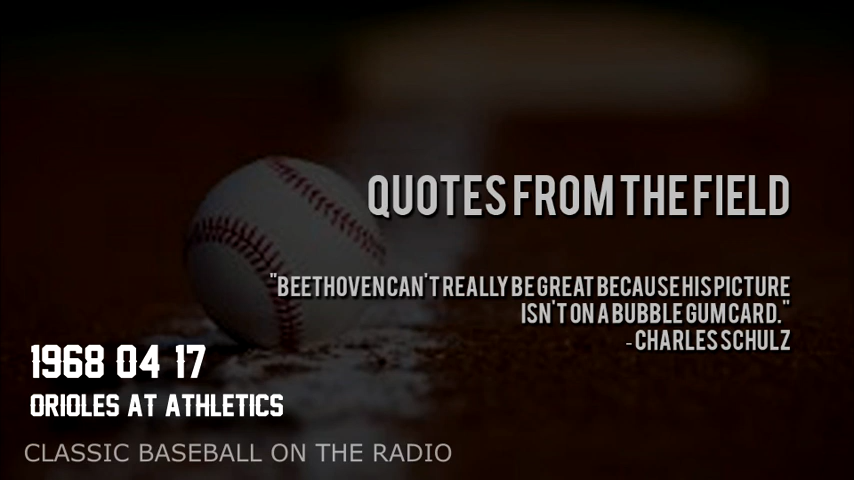 QUOTES FROM THE FIELD
"BEETHOVEN CAN'T REALLY BE GREAT BECAUSE HIS PICTURE
ISN'T ON A BUBBLE GUM CARD."
- CHARLES SCHULZ
1968 04 17
ORIOLES AT ATHLETICS
CLASSIC BASEBALL ON THE RADIO